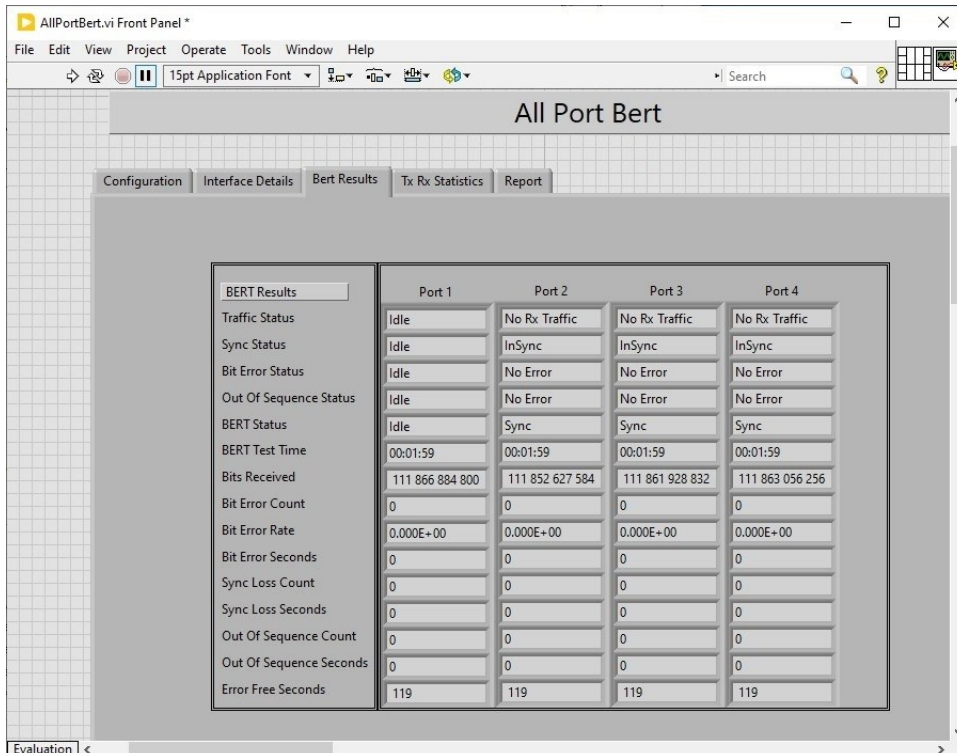 AllPortBert.vi Front Panel *
File Edit View Project Operate Tools Window Help
15pt Application Font Search
All Port Bert
Configuration Interface Details Bert Results Tx Rx Statistics Report
BERT Results Port 1 Port 2 Port 3 Port 4
Traffic Status Idle No Rx Traffic No Rx Traffic No Rx Traffic
Sync Status Idle InSync InSync InSync
Bit Error Status Idle No Error No Error No Error
Out Of Sequence Status Idle No Error No Error No Error
BERT Status Idle Sync Sync Sync
BERT Test Time 00:01:59 00:01:59 00:01:59 00:01:59
Bits Received 111 866 884 800 111 852 627 584 111 861 928 832 111 863 056 256
Bit Error Count 0 0 0 0
Bit Error Rate 0.000E+00 0.000E+00 0.000E+00 0.000E+00
Bit Error Seconds 0 0 0 0
Sync Loss Count 0 0 0 0
Sync Loss Seconds 0 0 0 0
Out Of Sequence Count 0 0 0 0
Out Of Sequence Seconds 0 0 0 0
Error Free Seconds 119 119 119 119
Evaluation